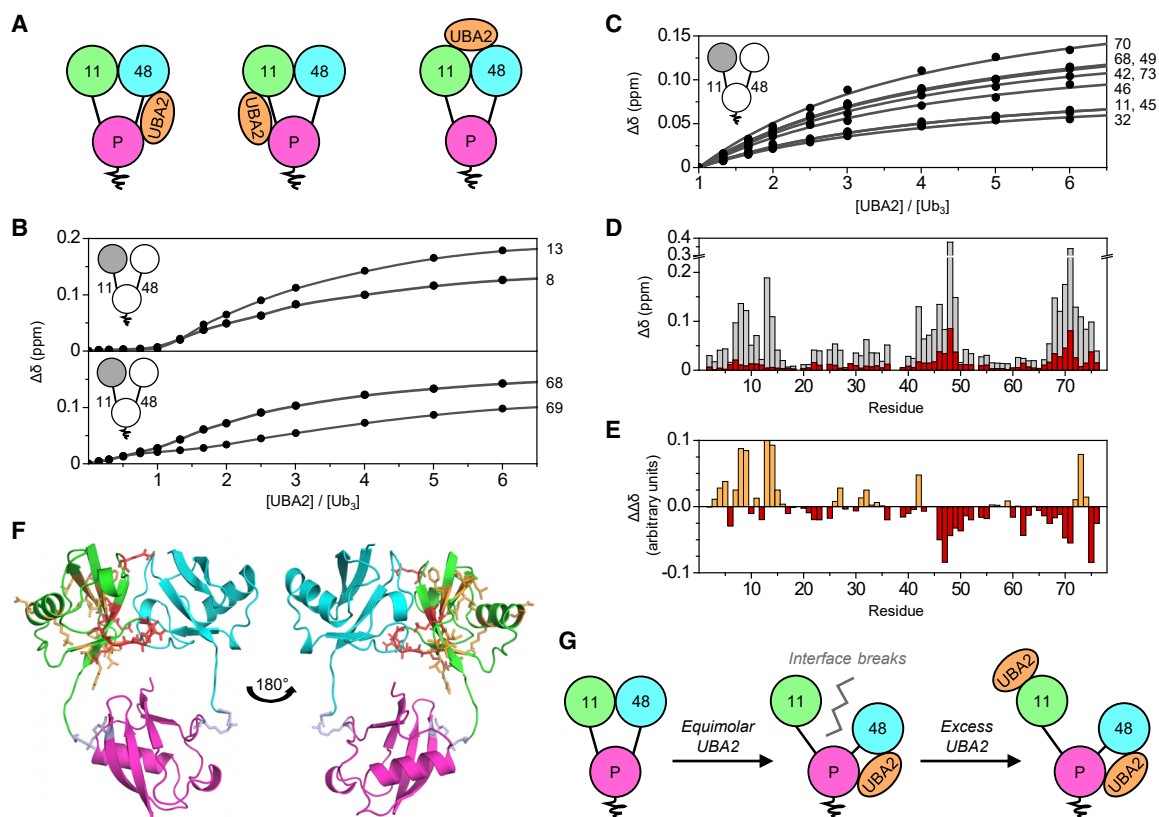 A
11 48 UBA2 P
11 48 UBA2 P
UBA2 11 48 P
B
0.2
0.1
0
0.1
0
Δδ (ppm)
11 48
13
8
11 48
68
69
1 2 3 4 5 6
[UBA2] / [Ub3]
C
0.15
0.10
0.05
0
Δδ (ppm)
11 48
70
68, 49
42, 73
46
11, 45
32
1 2 3 4 5 6
[UBA2] / [Ub3]
D
0.4
0.3
0.2
0.1
0
Δδ (ppm)
10 20 30 40 50 60 70
Residue
E
0.1
0.0
−0.1
ΔΔδ
(arbitrary units)
10 20 30 40 50 60 70
Residue
F
180°
G
11 48 P
Equimolar
UBA2
Interface breaks
11 48 P UBA2
Excess
UBA2
UBA2 11 48 P UBA2